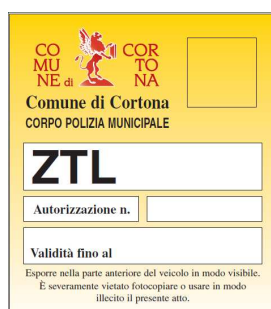 CO COR
MU TO
NE di NA
Comune di Cortona
CORPO POLIZIA MUNICIPALE
ZTL
Autorizzazione n.
Validità fino al
Esporre nella parte anteriore del veicolo in modo visibile.
È severamente vietato fotocopiare o usare in modo
illecito il presente atto.